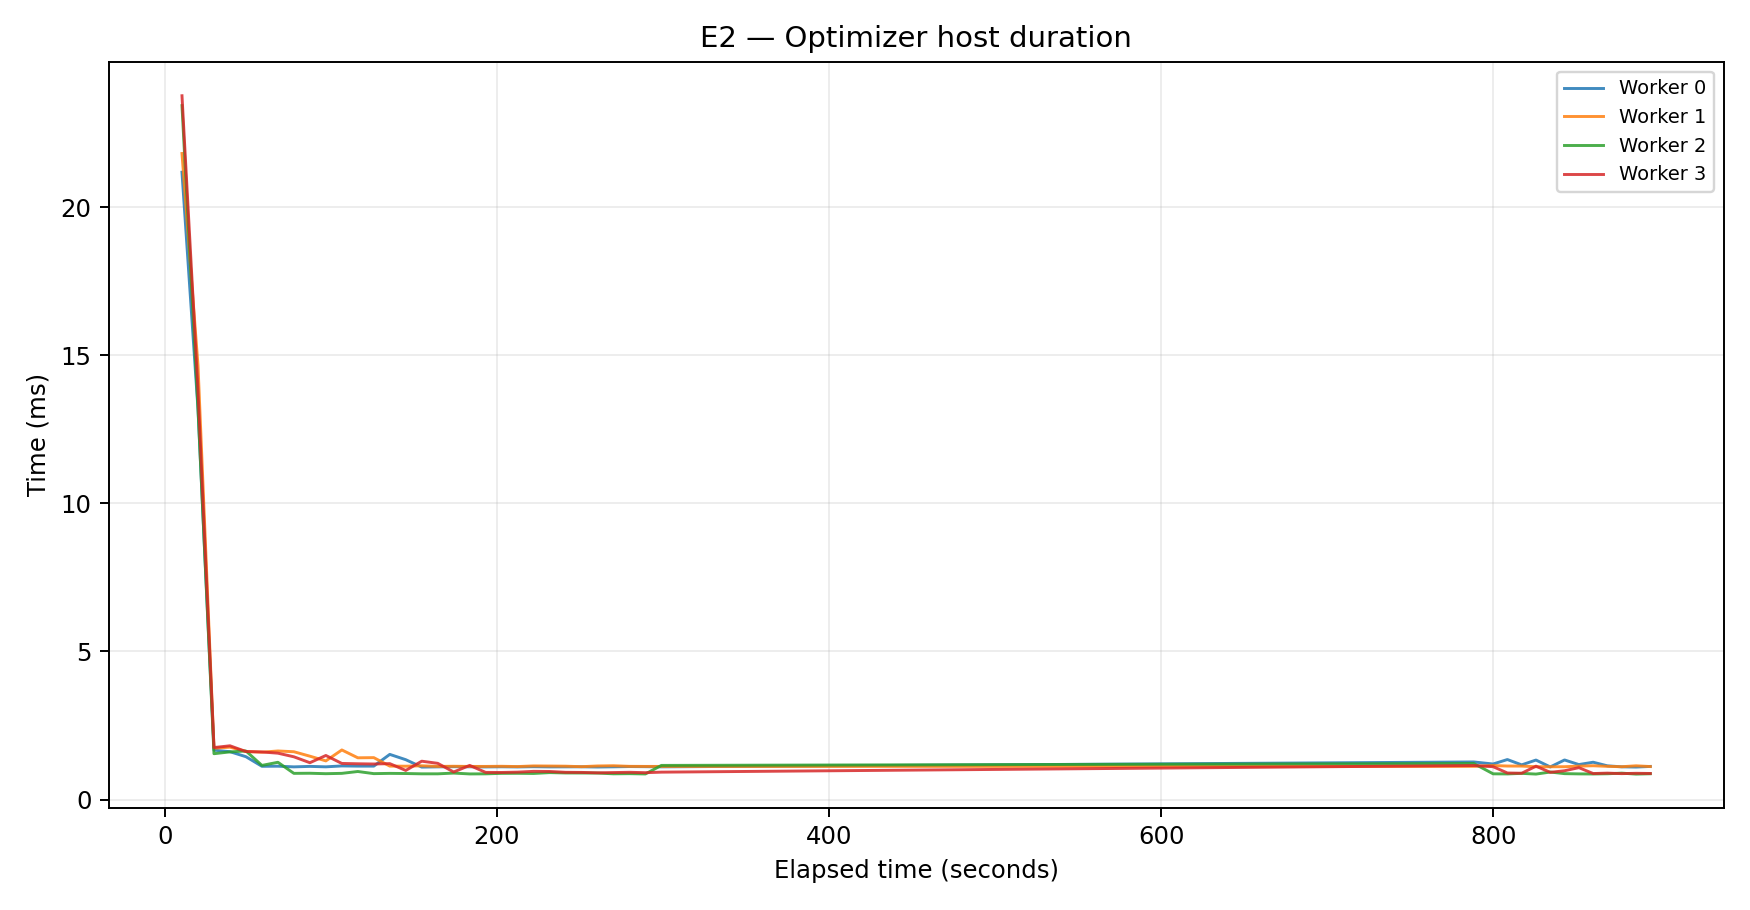 E2 — Optimizer host duration
Worker 0
Worker 1
Worker 2
Worker 3
Time (ms)
20
15
10
5
0
0 200 400 600 800
Elapsed time (seconds)